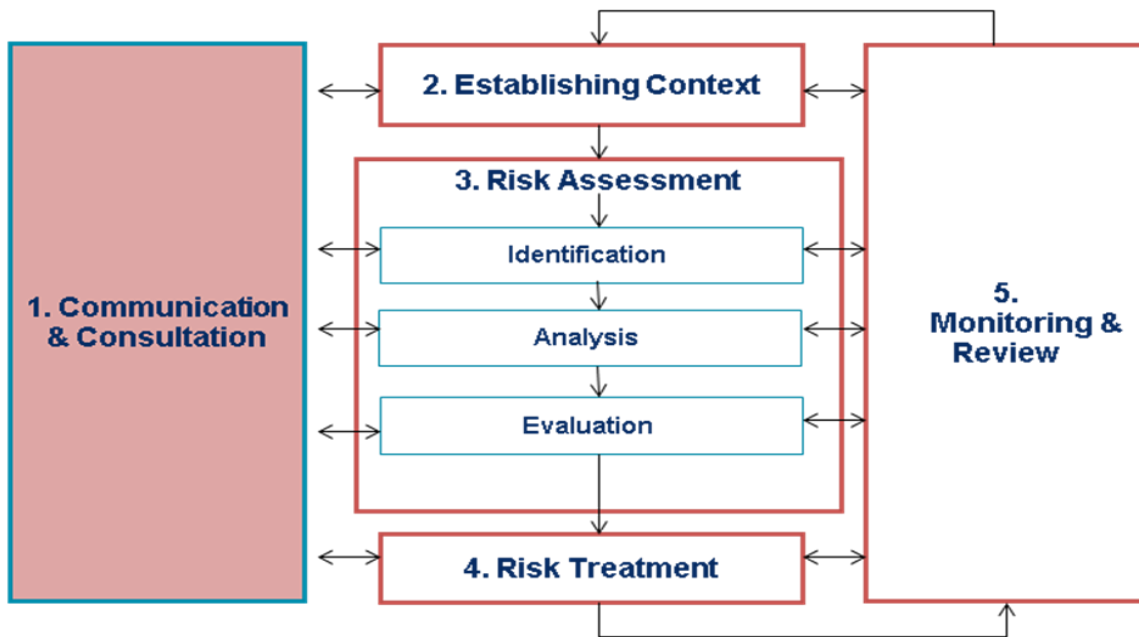 1. Communication
& Consultation
2. Establishing Context
3. Risk Assessment
Identification
Analysis
Evaluation
4. Risk Treatment
5.
Monitoring &
Review